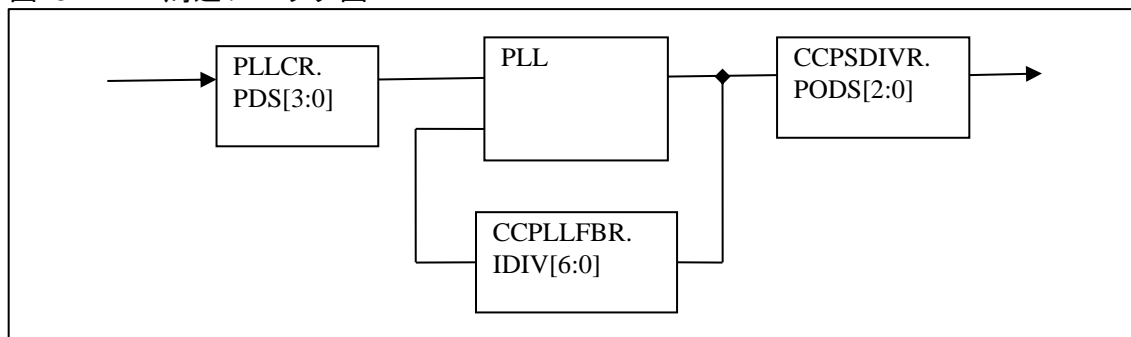 PLLCR.
PDS[3:0]
PLL
CCPSDIVR.
PODS[2:0]
CCPLLFBR.
IDIV[6:0]